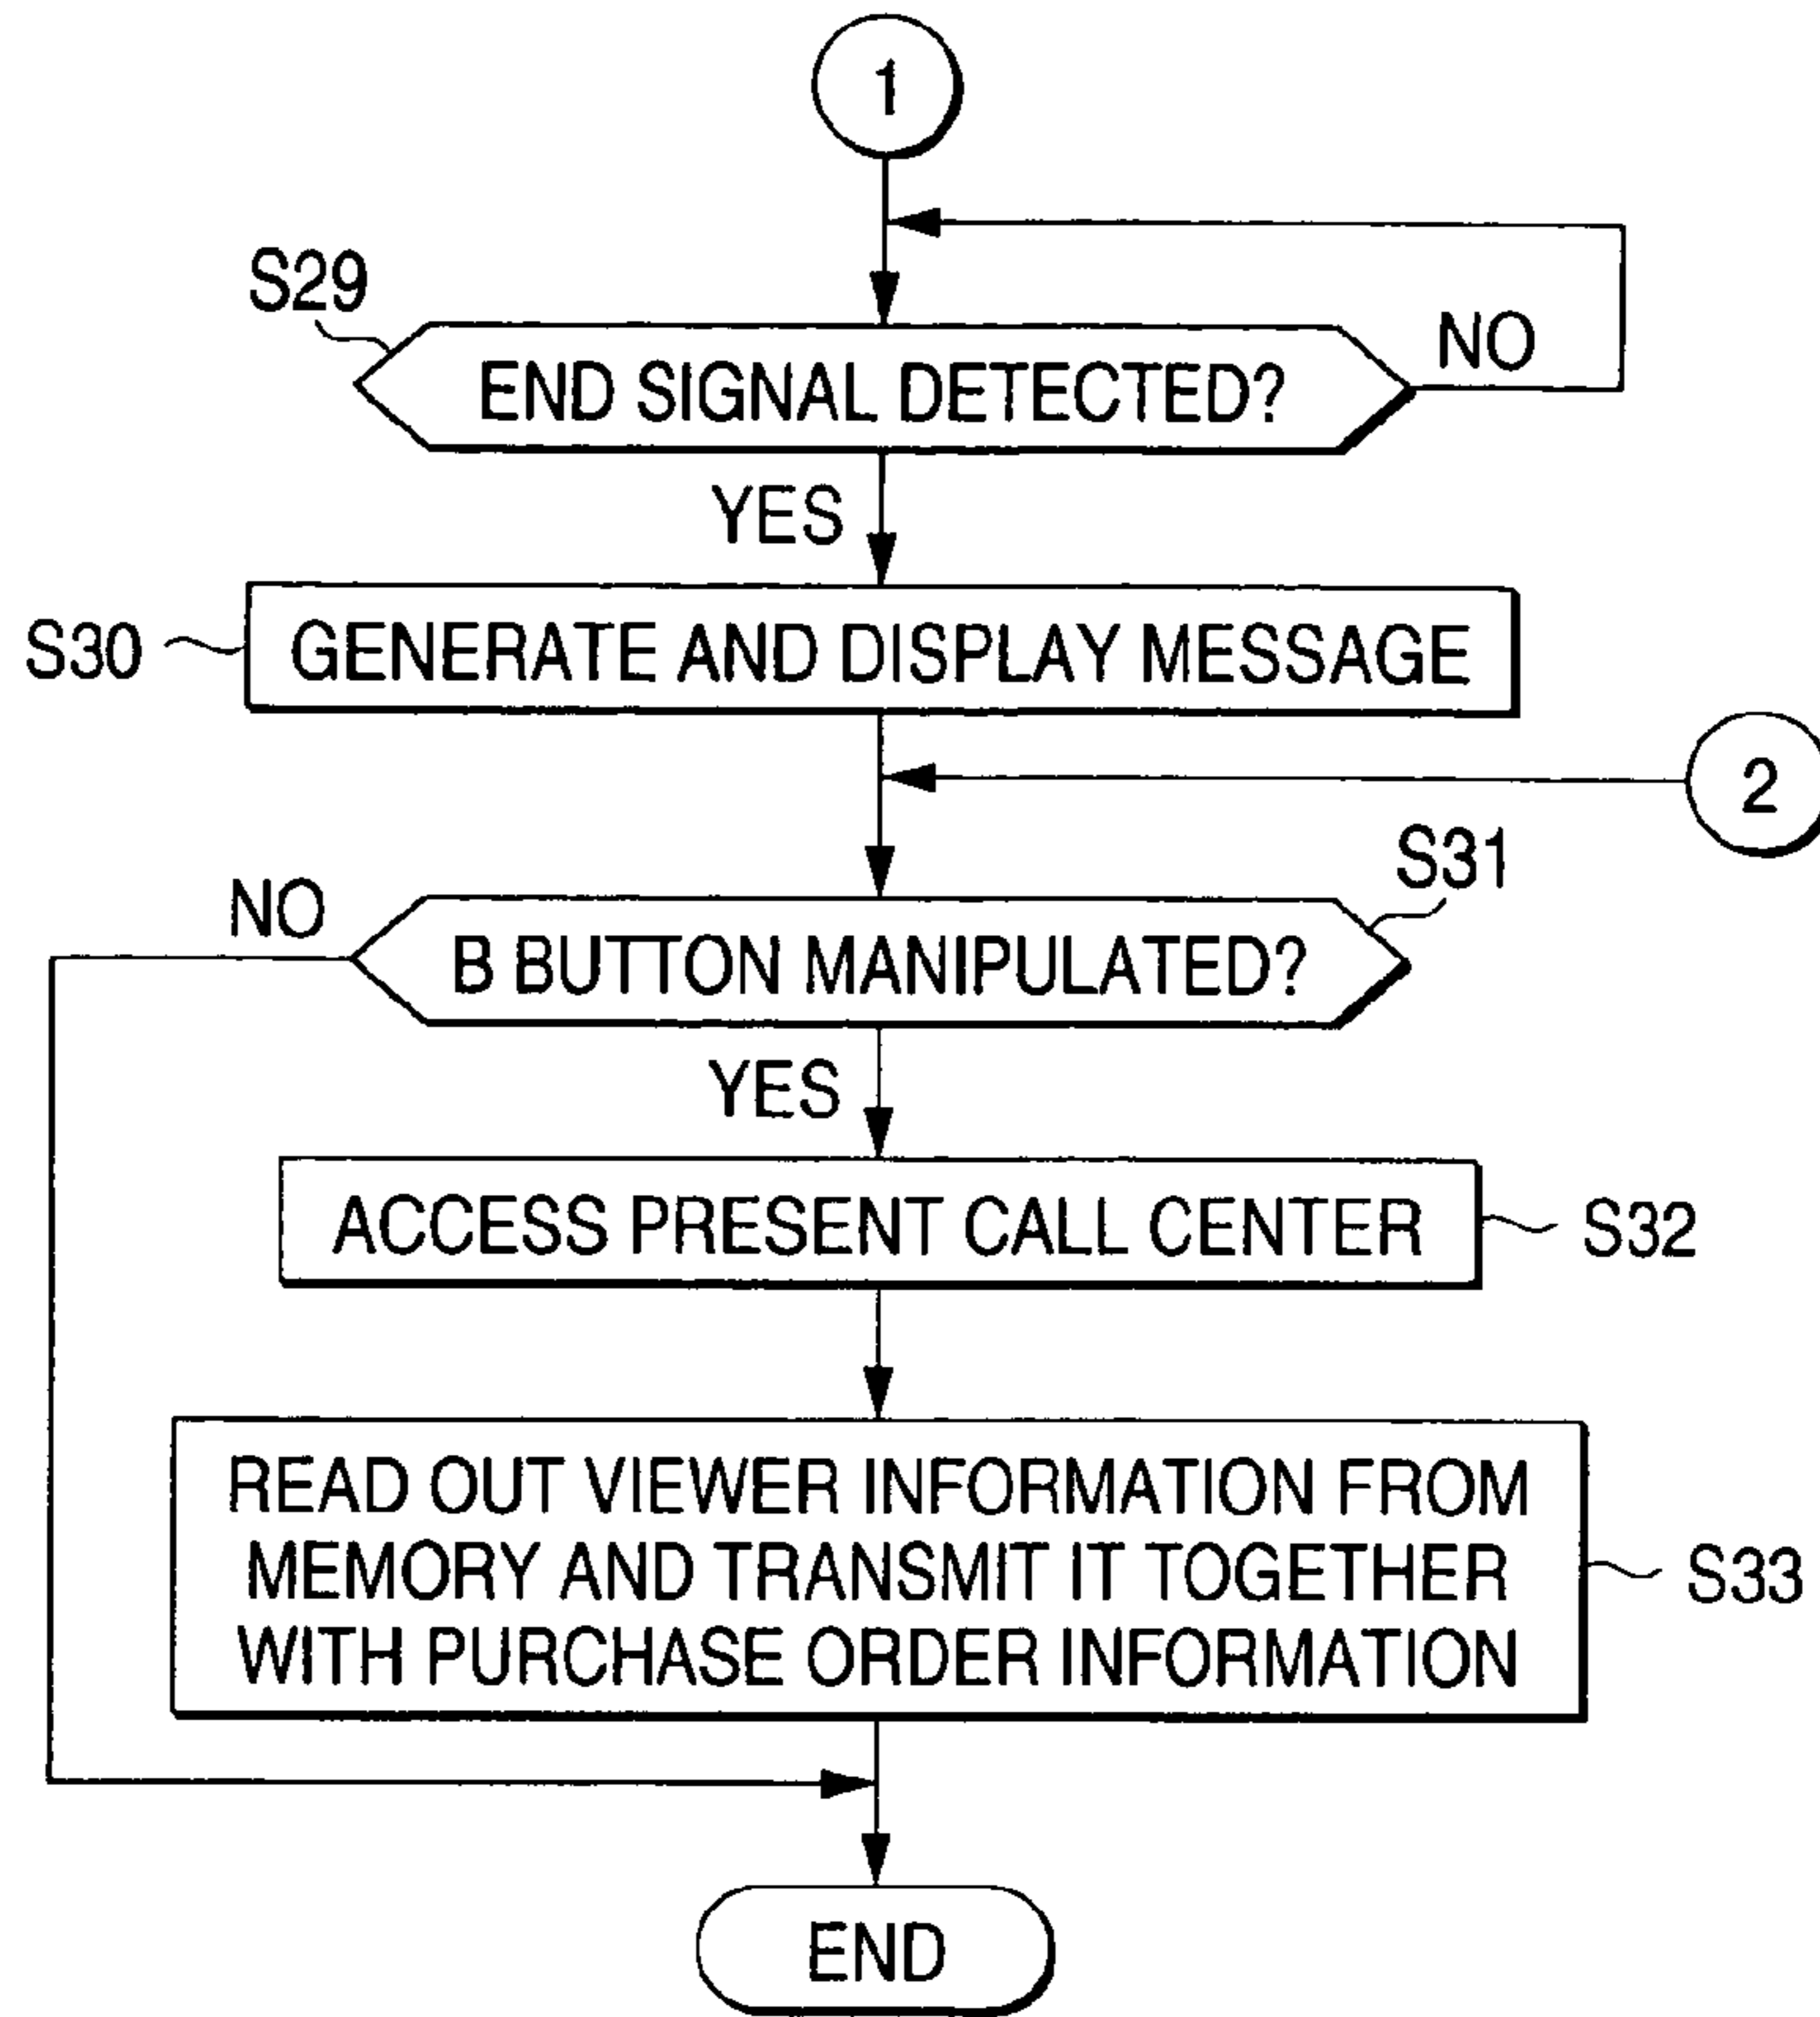 1
S29
END SIGNAL DETECTED?
NO
YES
S30
GENERATE AND DISPLAY MESSAGE
2
S31
NO
B BUTTON MANIPULATED?
YES
ACCESS PRESENT CALL CENTER
S32
READ OUT VIEWER INFORMATION FROM
MEMORY AND TRANSMIT IT TOGETHER
WITH PURCHASE ORDER INFORMATION
S33
END